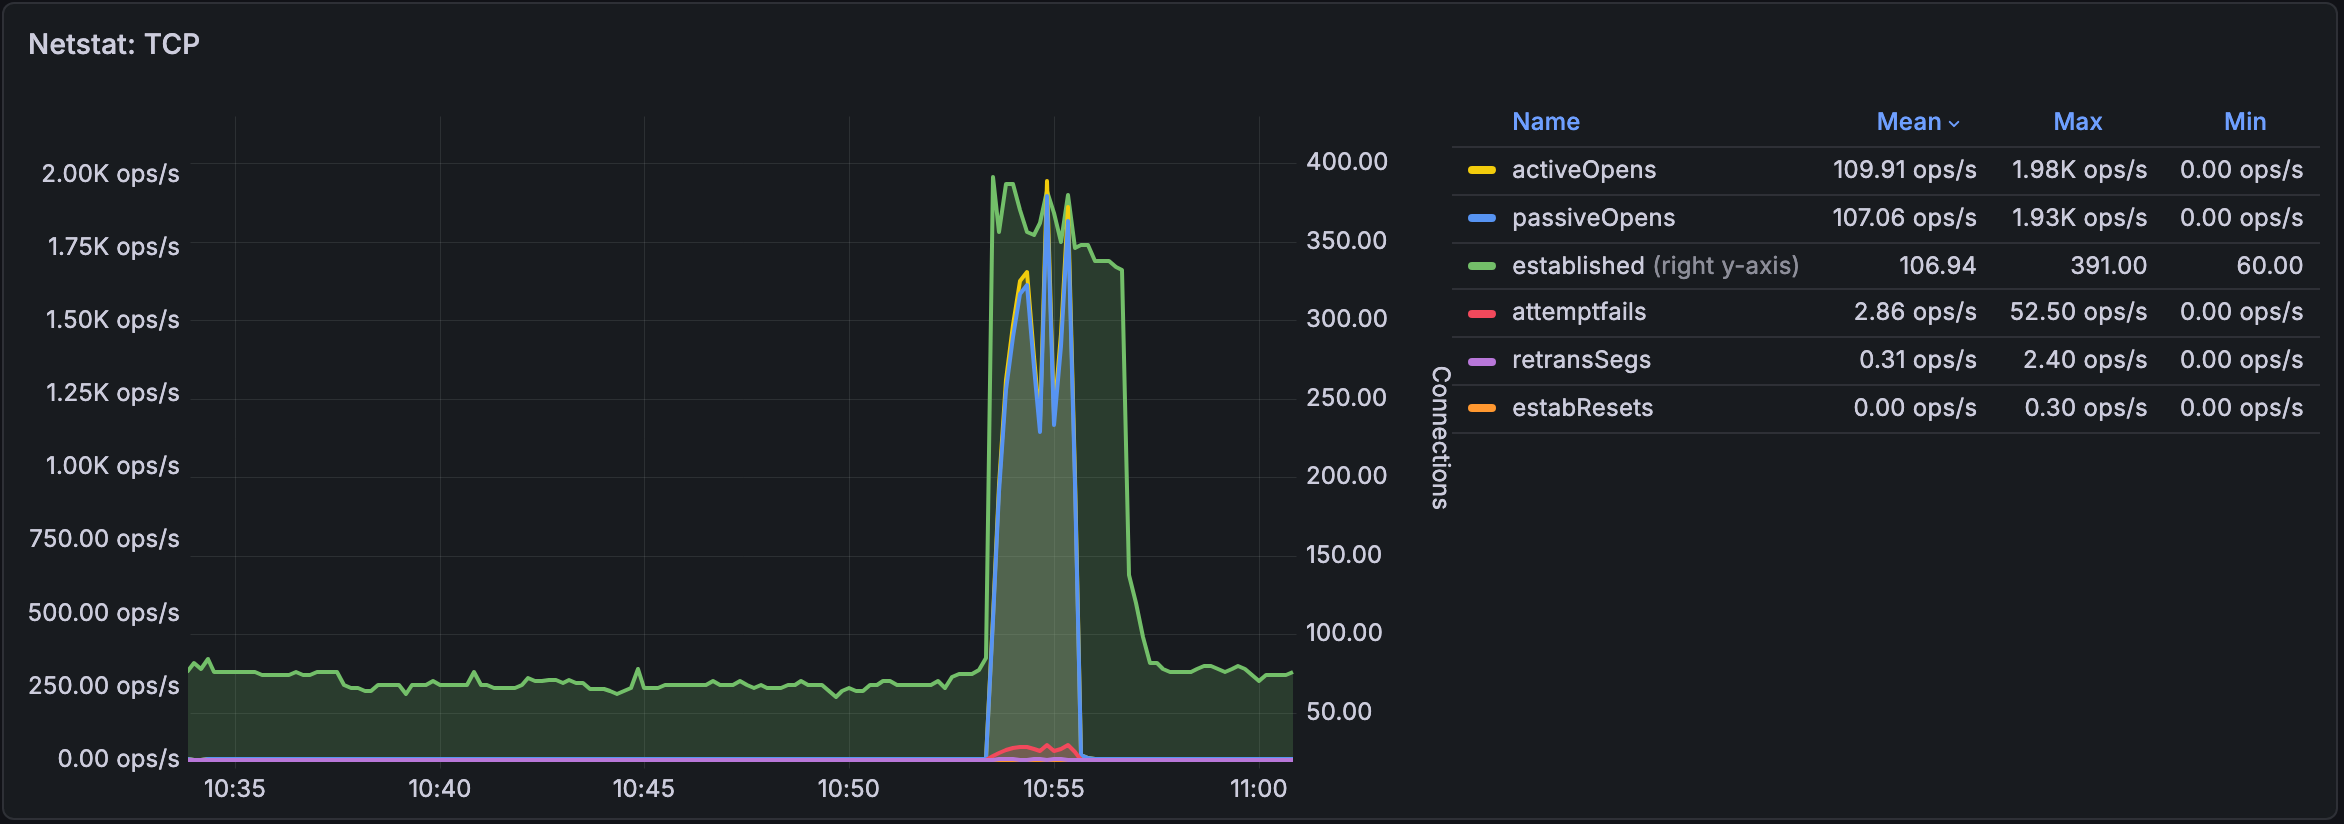 Netstat: TCP
2.00K ops/s
1.75K ops/s
1.50K ops/s
1.25K ops/s
1.00K ops/s
750.00 ops/s
500.00 ops/s
250.00 ops/s
0.00 ops/s
10:35 10:40 10:45 10:50 10:55 11:00
400.00
350.00
300.00
250.00
200.00
150.00
100.00
50.00
Connections
Name Mean Max Min
activeOpens 109.91 ops/s 1.98K ops/s 0.00 ops/s
passiveOpens 107.06 ops/s 1.93K ops/s 0.00 ops/s
established (right y-axis) 106.94 391.00 60.00
attemptfails 2.86 ops/s 52.50 ops/s 0.00 ops/s
retransSegs 0.31 ops/s 2.40 ops/s 0.00 ops/s
estabResets 0.00 ops/s 0.30 ops/s 0.00 ops/s